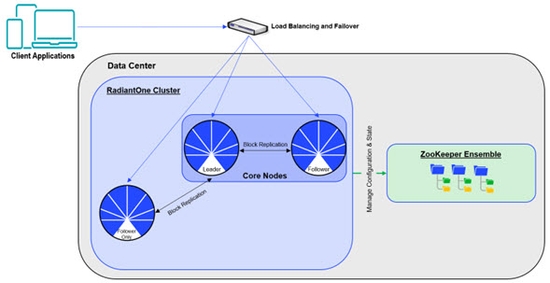 Load Balancing and Failover
Client Applications
Data Center
RadiantOne Cluster
Block Replication
Leader
Follower
Core Nodes
Block Replication
Follower
Only
Manage Configuration & State
ZooKeeper Ensemble